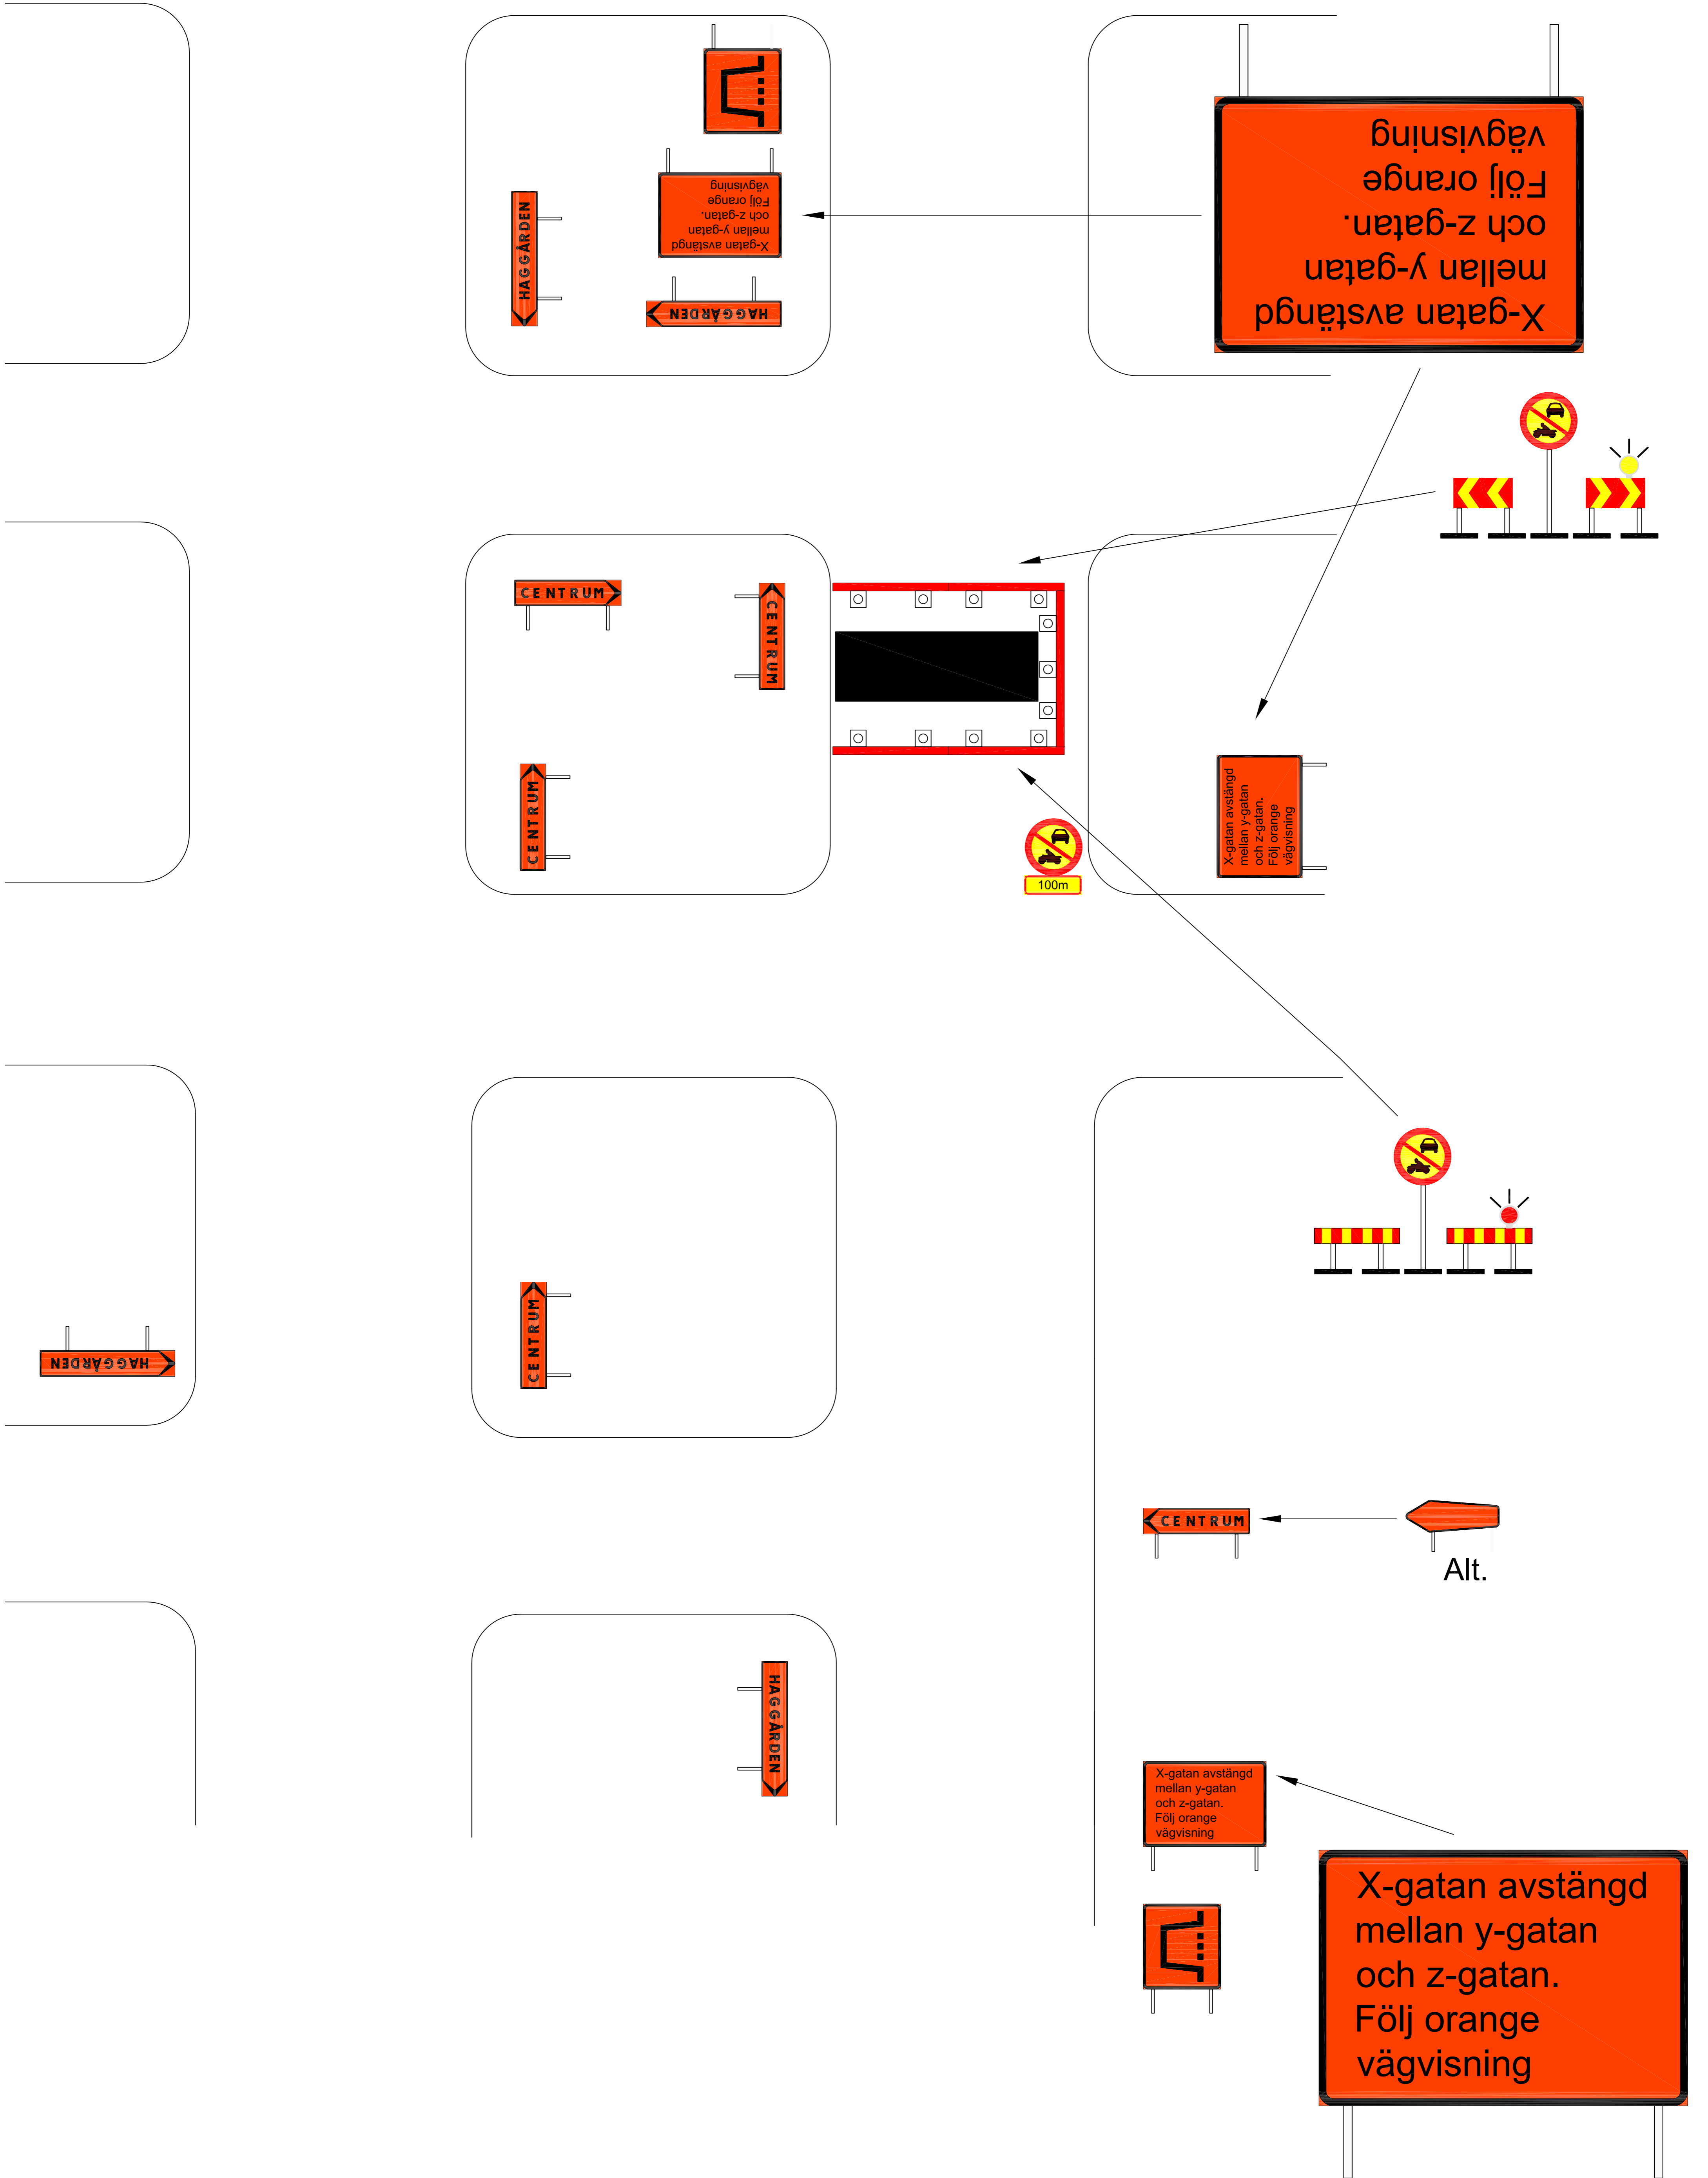 vägvisning
Följ orange
och z-gatan.
mellan y-gatan
X-gatan avstängd
X-gatan avstängd
mellan y-gatan
och z-gatan.
Följ orange
vägvisning
HAGGÅRDEN
HAGGÅRDEN
CENTRUM
CENTRUM
CENTRUM
X-gatan avstängd
mellan y-gatan
och z-gatan.
Följ orange
vägvisning
100m
HAGGÅRDEN
CENTRUM
CENTRUM
Alt.
HAGGÅRDEN
X-gatan avstängd
mellan y-gatan
och z-gatan.
Följ orange
vägvisning
X-gatan avstängd
mellan y-gatan
och z-gatan.
Följ orange
vägvisning